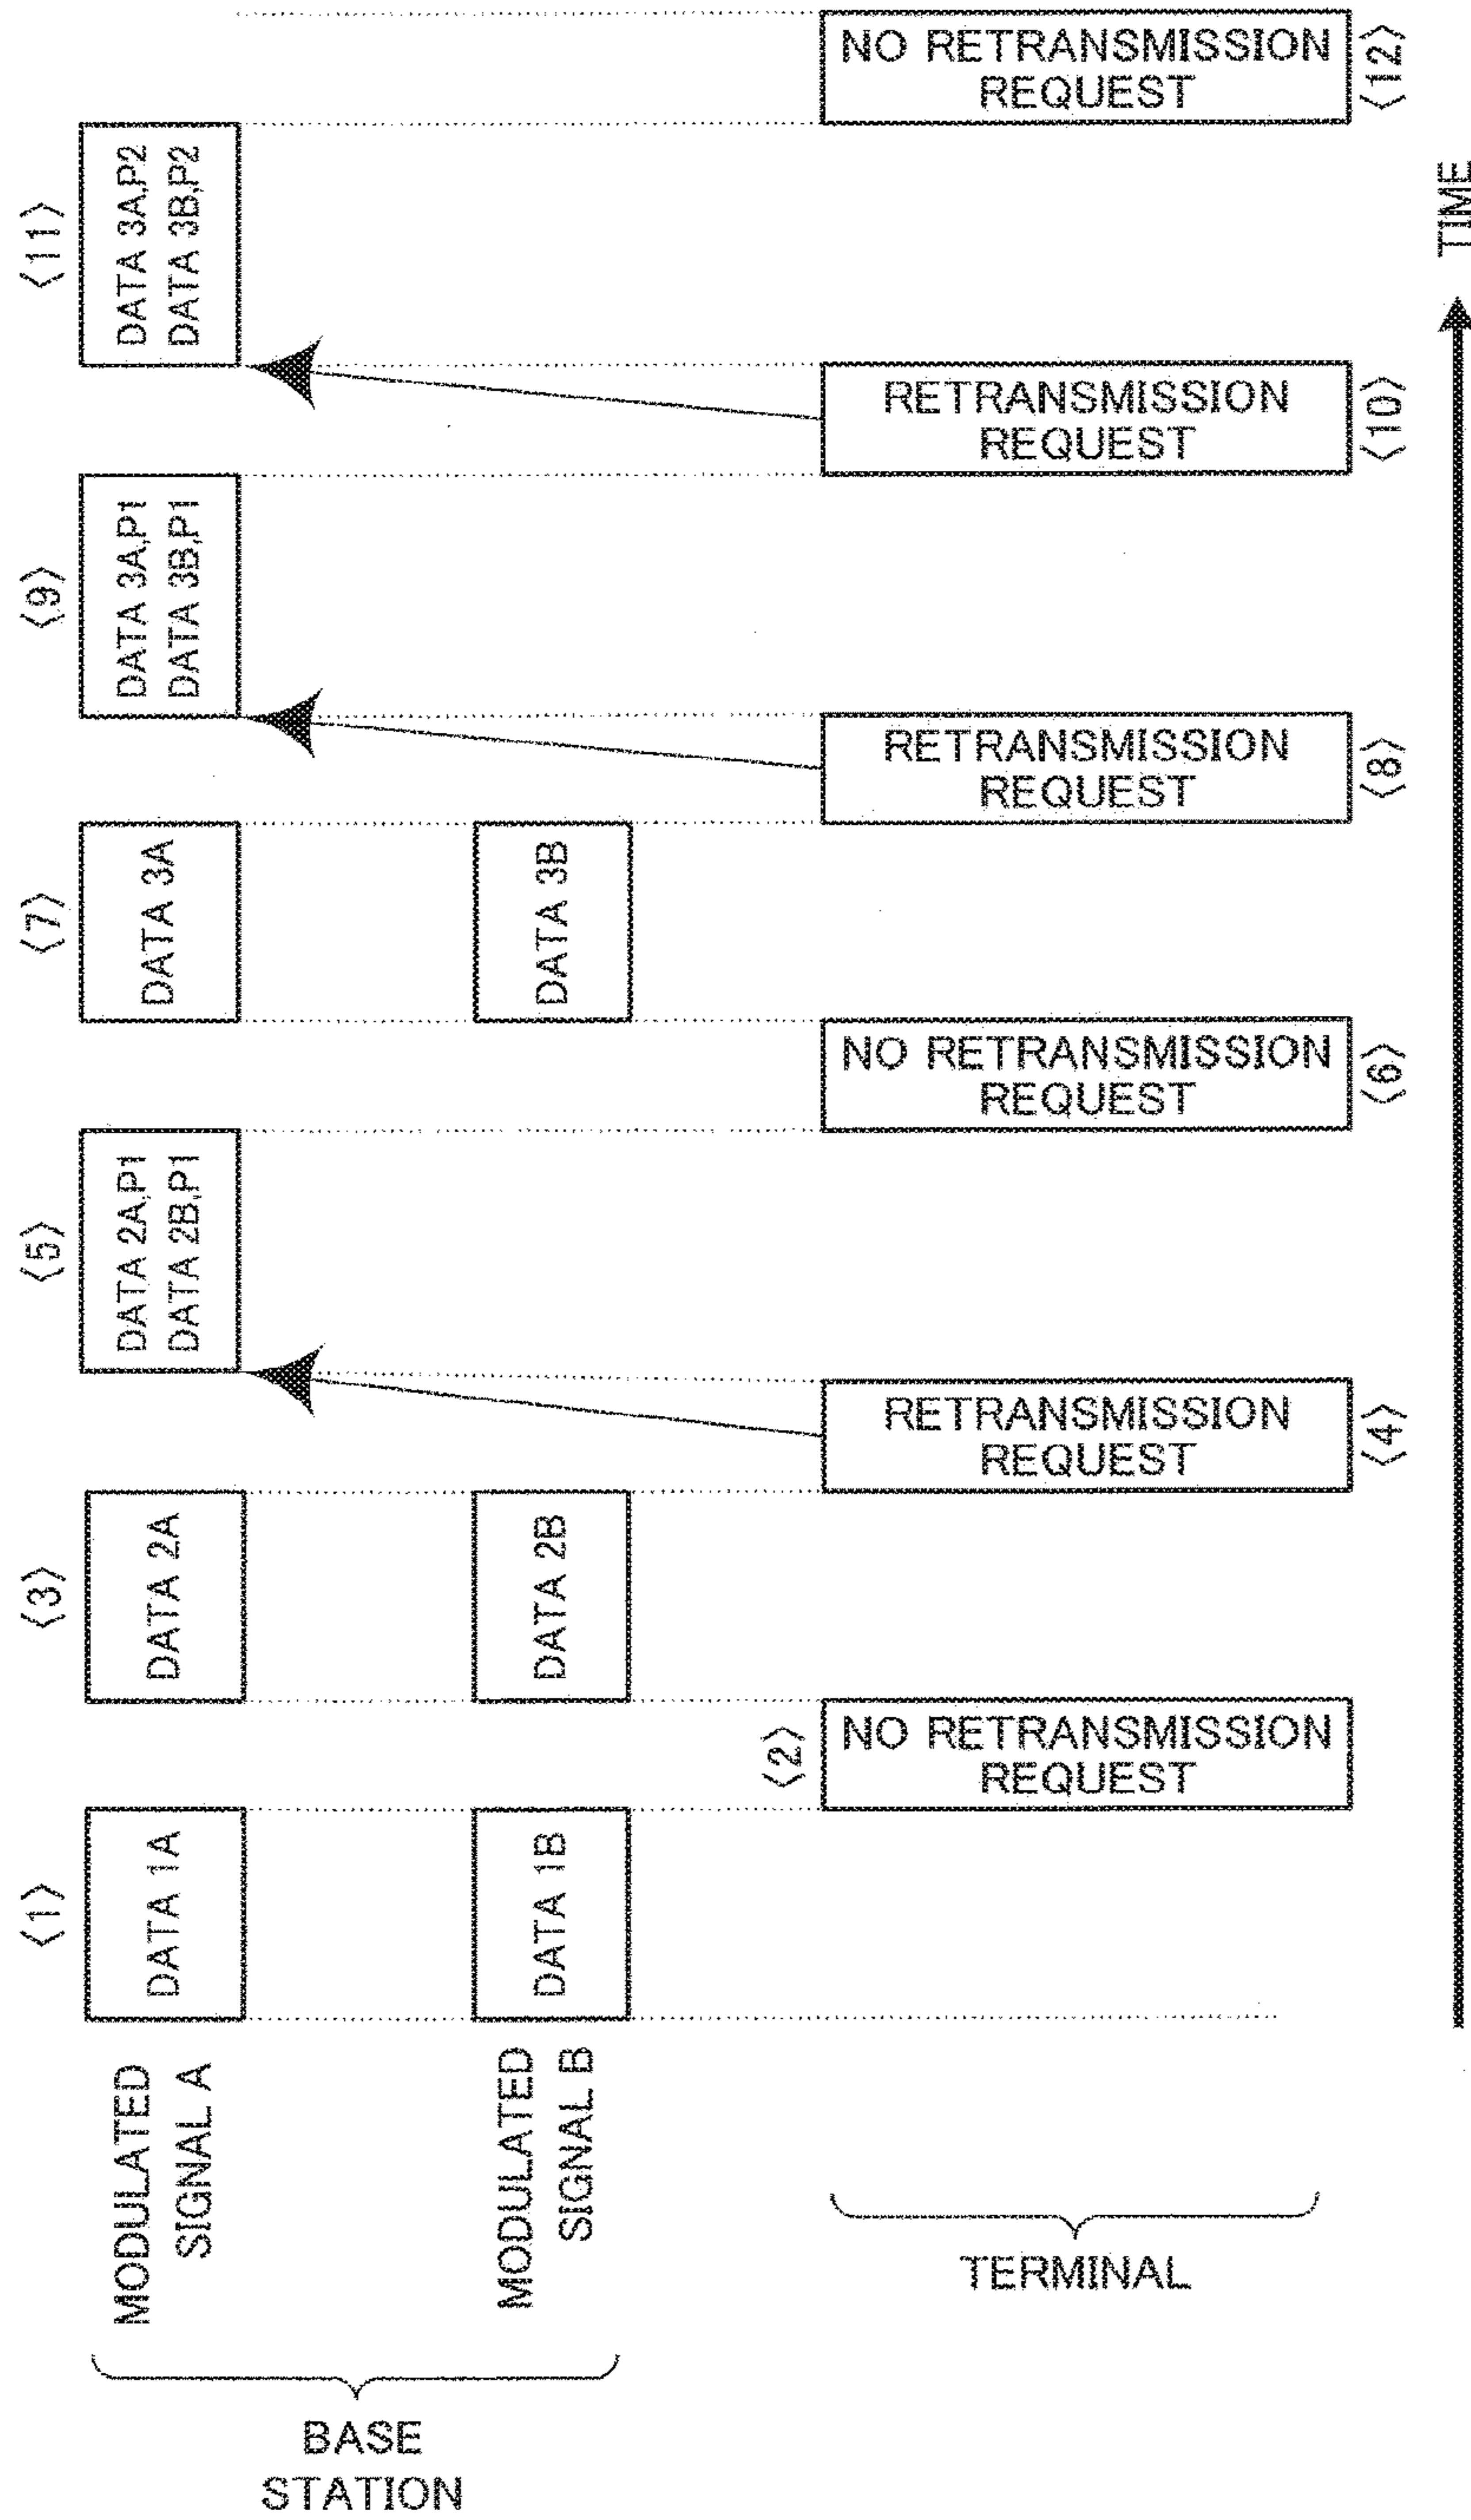 <1>
<3>
<5>
<7>
<9>
<11>
MODULATED
SIGNAL A
DATA 1A
DATA 2A
DATA 2A,P1
DATA 2B,P1
DATA 3A
DATA 3A,P1
DATA 3B,P1
DATA 3A,P2
DATA 3B,P2
MODULATED
SIGNAL B
DATA 1B
DATA 2B
DATA 3B
BASE
STATION
TERMINAL
<2>
NO RETRANSMISSION
REQUEST
RETRANSMISSION
REQUEST
<4>
NO RETRANSMISSION
REQUEST
<6>
RETRANSMISSION
REQUEST
<8>
RETRANSMISSION
REQUEST
<10>
NO RETRANSMISSION
REQUEST
<12>
TIME